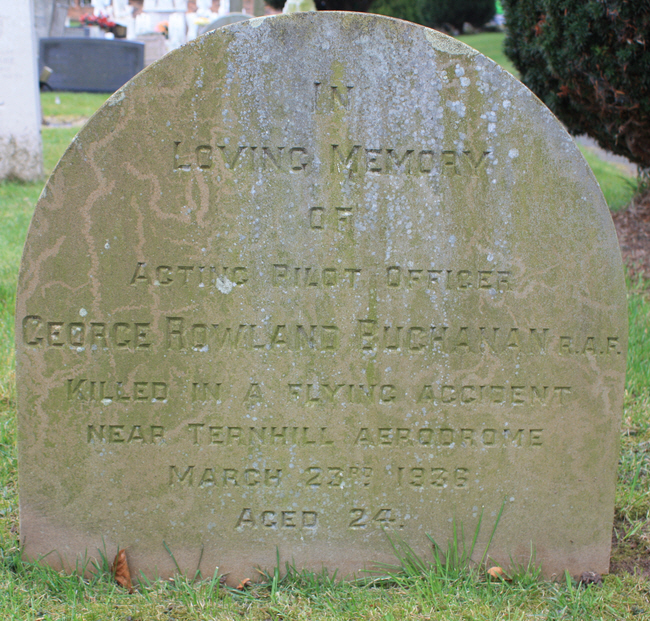 IN
LOVING MEMORY
OF
ACTING PILOT OFFICER
GEORGE ROWLAND BUCHANAN R.A.F.
KILLED IN A FLYING ACCIDENT
NEAR TERNHILL AERODROME
MARCH 23RD 1936
AGED 24.